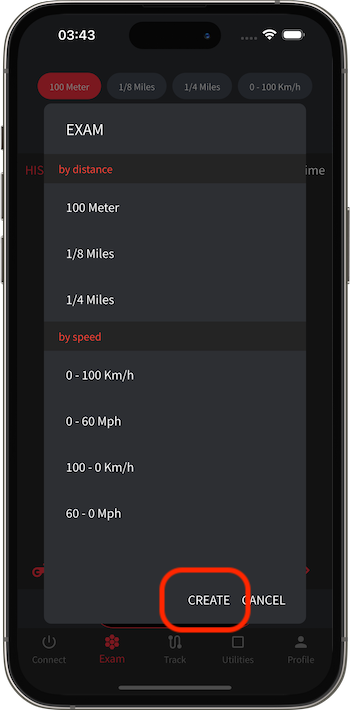 03:43
100 Meter 1/8 Miles 1/4 Miles 0 - 100 Km/h
EXAM
HIS ime
by distance
100 Meter
1/8 Miles
1/4 Miles
by speed
0 - 100 Km/h
0 - 60 Mph
100 - 0 Km/h
60 - 0 Mph
CREATE CANCEL
Connect Exam Track Utilities Profile